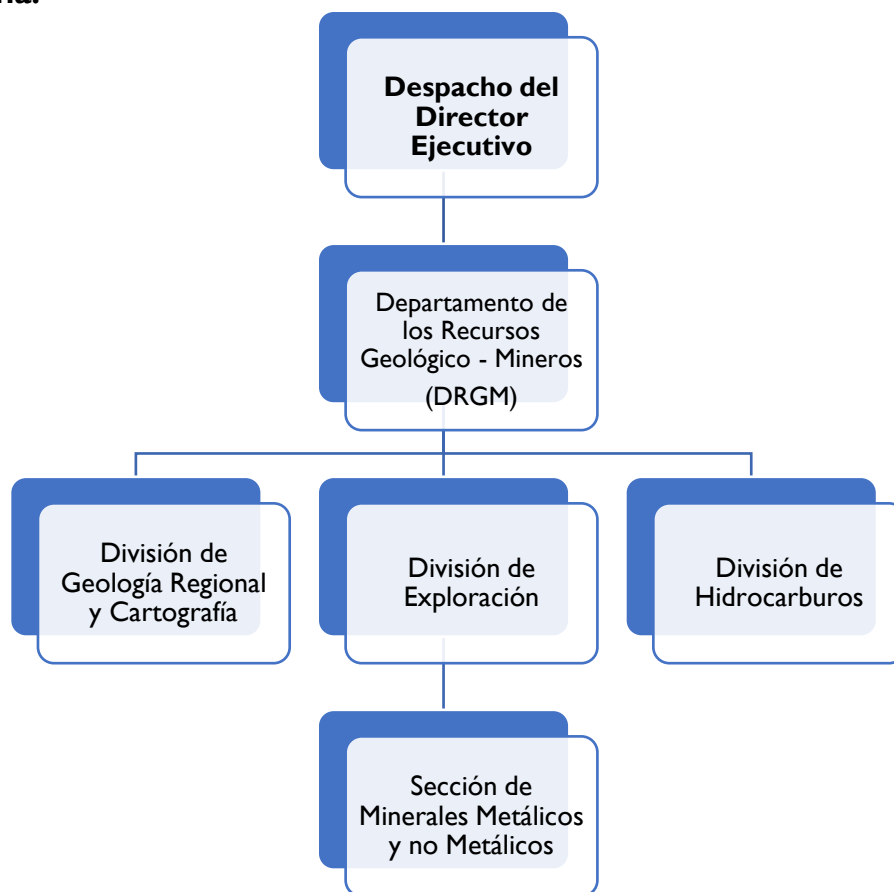 Despacho del
Director
Ejecutivo
Departamento de
los Recursos
Geológico - Mineros
(DRGM)
División de
Geología Regional
y Cartografía
División de
Exploración
División de
Hidrocarburos
Sección de
Minerales Metálicos
y no Metálicos